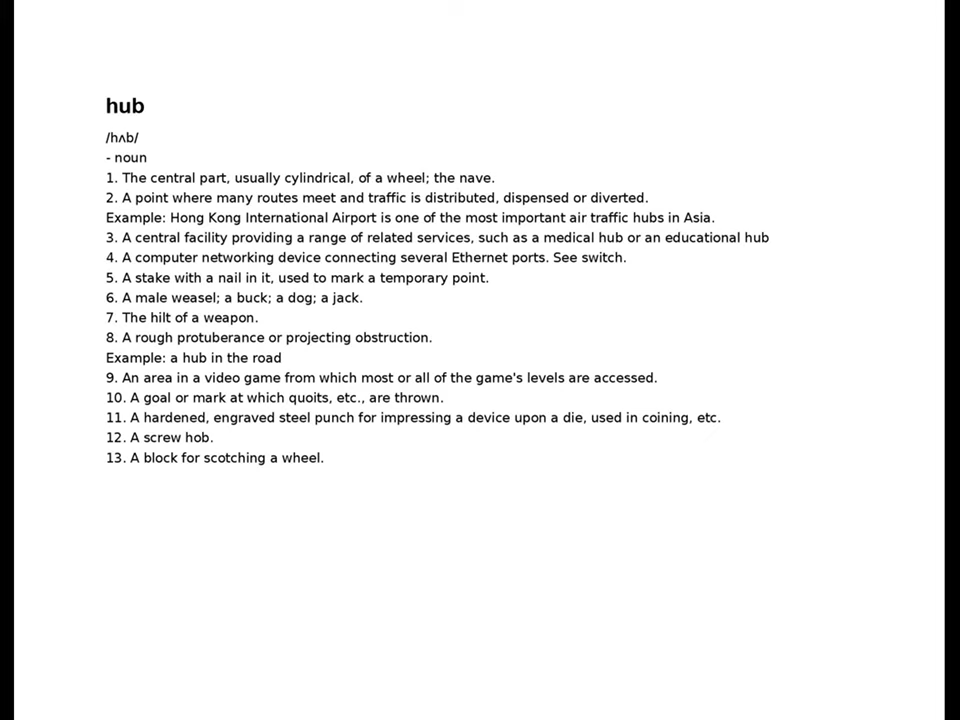 hub
/hʌb/
- noun
1. The central part, usually cylindrical, of a wheel; the nave.
2. A point where many routes meet and traffic is distributed, dispensed or diverted.
Example: Hong Kong International Airport is one of the most important air traffic hubs in Asia.
3. A central facility providing a range of related services, such as a medical hub or an educational hub
4. A computer networking device connecting several Ethernet ports. See switch.
5. A stake with a nail in it, used to mark a temporary point.
6. A male weasel; a buck; a dog; a jack.
7. The hilt of a weapon.
8. A rough protuberance or projecting obstruction.
Example: a hub in the road
9. An area in a video game from which most or all of the game's levels are accessed.
10. A goal or mark at which quoits, etc., are thrown.
11. A hardened, engraved steel punch for impressing a device upon a die, used in coining, etc.
12. A screw hob.
13. A block for scotching a wheel.